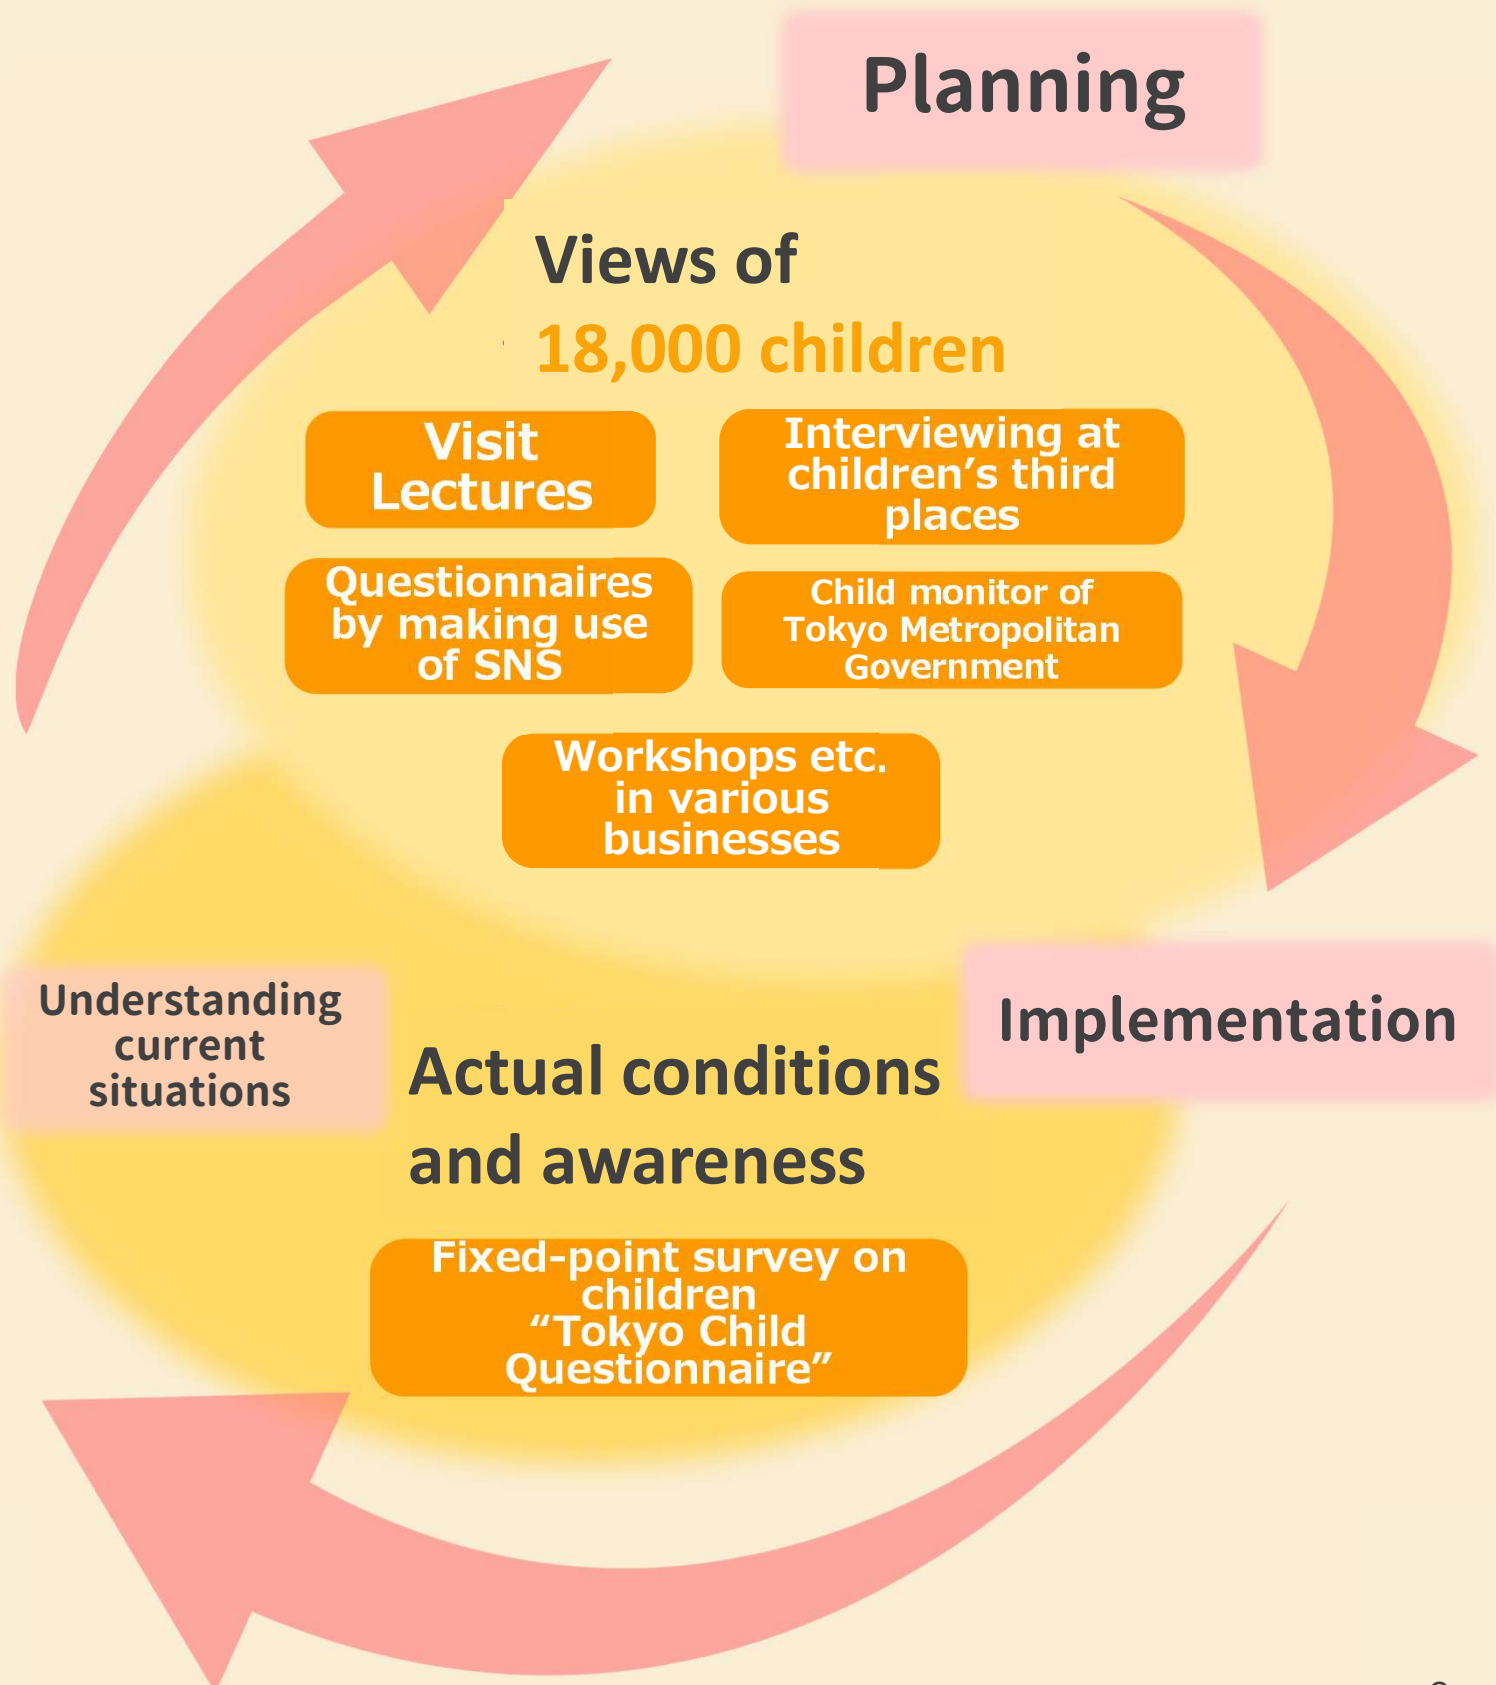 Planning
Views of
18,000 children
Visit
Lectures
Interviewing at
children’s third
places
Questionnaires
by making use
of SNS
Child monitor of
Tokyo Metropolitan
Government
Workshops etc.
in various
businesses
Understanding
current
situations
Implementation
Actual conditions
and awareness
Fixed-point survey on
children
“Tokyo Child
Questionnaire”